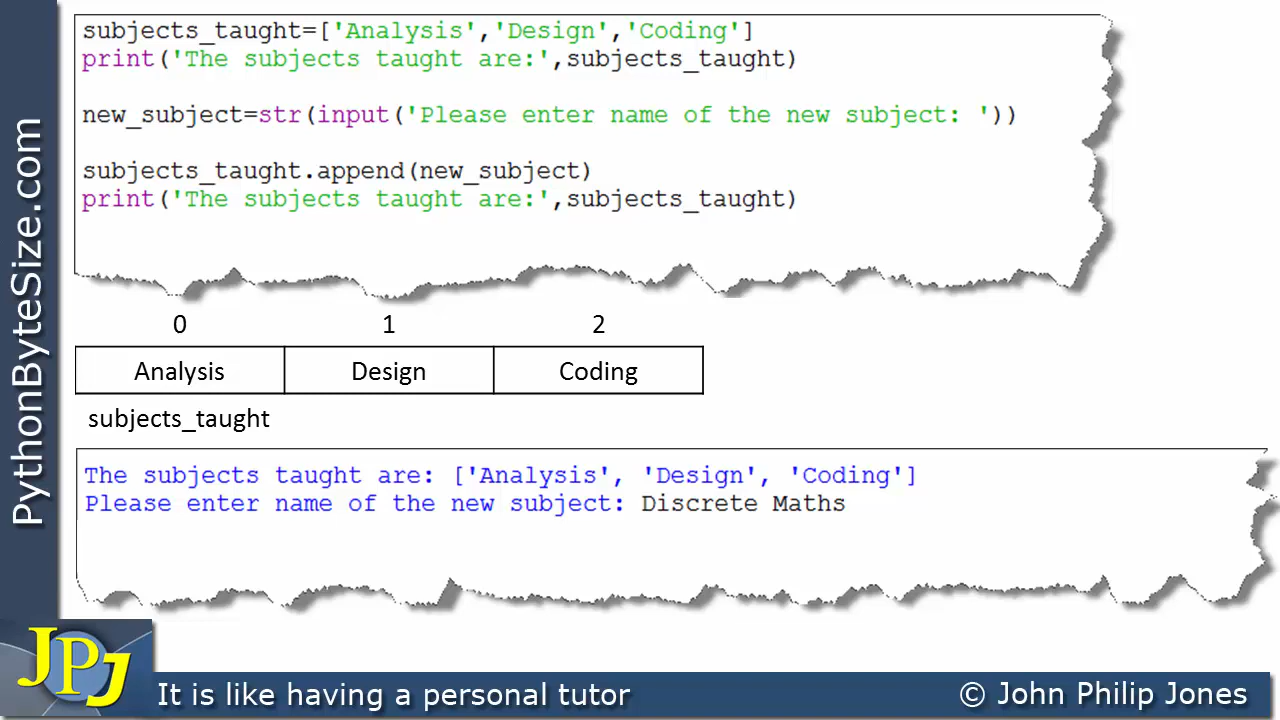 PythonByteSize.com
subjects_taught=['Analysis','Design','Coding']
print('The subjects taught are:',subjects_taught)
new_subject=str(input('Please enter name of the new subject: '))
subjects_taught.append(new_subject)
print('The subjects taught are:',subjects_taught)
0 1 2
Analysis Design Coding
subjects_taught
The subjects taught are: ['Analysis', 'Design', 'Coding']
Please enter name of the new subject: Discrete Maths
JPJ
It is like having a personal tutor
© John Philip Jones